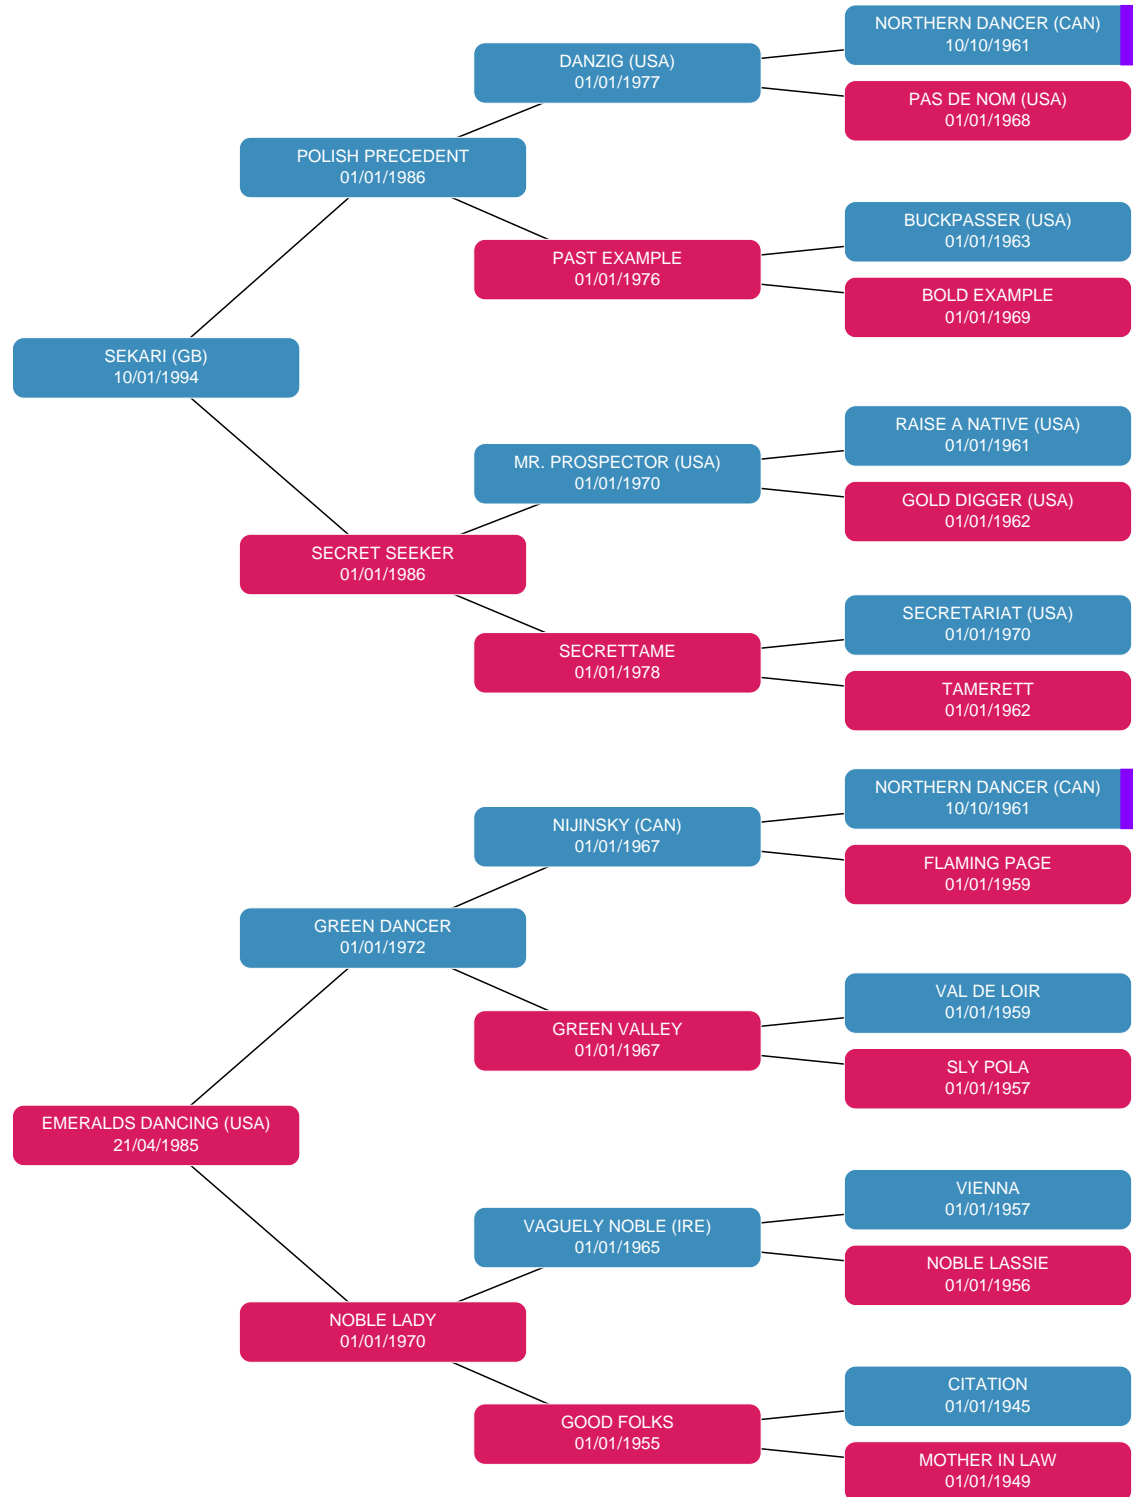 NORTHERN DANCER (CAN)
10/10/1961
DANZIG (USA)
01/01/1977
PAS DE NOM (USA)
01/01/1968
POLISH PRECEDENT
01/01/1986
BUCKPASSER (USA)
01/01/1963
PAST EXAMPLE
01/01/1976
BOLD EXAMPLE
01/01/1969
SEKARI (GB)
10/01/1994
RAISE A NATIVE (USA)
01/01/1961
MR. PROSPECTOR (USA)
01/01/1970
GOLD DIGGER (USA)
01/01/1962
SECRET SEEKER
01/01/1986
SECRETARIAT (USA)
01/01/1970
SECRETTAME
01/01/1978
TAMERETT
01/01/1962
NORTHERN DANCER (CAN)
10/10/1961
NIJINSKY (CAN)
01/01/1967
FLAMING PAGE
01/01/1959
GREEN DANCER
01/01/1972
VAL DE LOIR
01/01/1959
GREEN VALLEY
01/01/1967
SLY POLA
01/01/1957
EMERALDS DANCING (USA)
21/04/1985
VIENNA
01/01/1957
VAGUELY NOBLE (IRE)
01/01/1965
NOBLE LASSIE
01/01/1956
NOBLE LADY
01/01/1970
CITATION
01/01/1945
GOOD FOLKS
01/01/1955
MOTHER IN LAW
01/01/1949